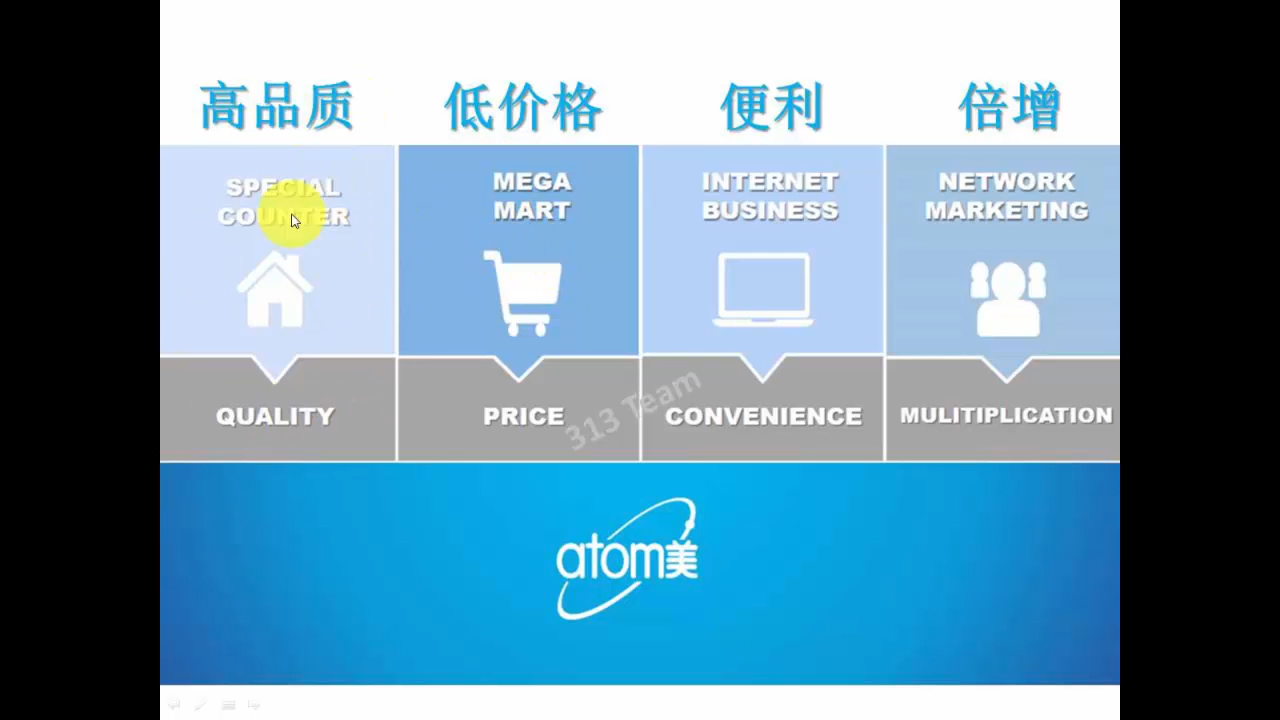 高品质
低价格
便利
倍增
SPECIAL
COUNTER
MEGA
MART
INTERNET
BUSINESS
NETWORK
MARKETING
QUALITY
PRICE
CONVENIENCE
MULITIPLICATION
313 Team
atom美